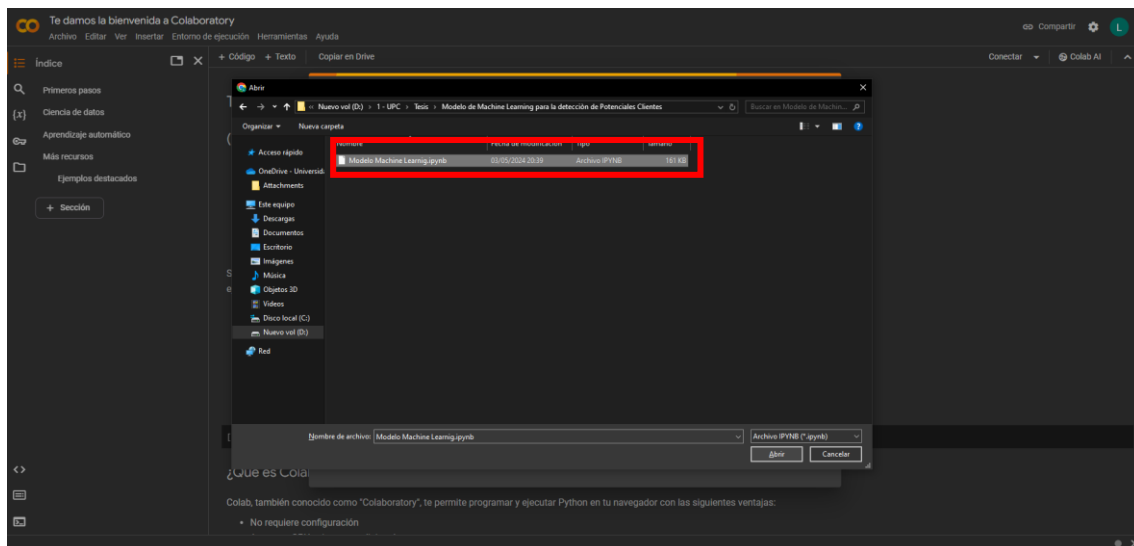 Te damos la bienvenida a Colaboratory
Archivo Editar Ver Insertar Entorno de ejecución Herramientas Ayuda
Compartir
L
Índice
+ Código + Texto Copiar en Drive
Conectar
Colab AI
Primeros pasos
Ciencia de datos
Aprendizaje automático
Más recursos
Ejemplos destacados
+ Sección
Abrir
« Nuevo vol (D:) > 1 - UPC > Tesis > Modelo de Machine Learning para la detección de Potenciales Clientes
Buscar en Modelo de Machin...
Organizar
Nueva carpeta
Nombre
Fecha de modificación
Tipo
Tamaño
Modelo Machine Learnig.ipynb
03/05/2024 20:39
Archivo IPYNB
161 KB
Acceso rápido
OneDrive - Universid
Attachments
Este equipo
Descargas
Documentos
Escritorio
Imágenes
Música
Objetos 3D
Videos
Disco local (C:)
Nuevo vol (D:)
Red
Nombre de archivo: Modelo Machine Learnig.ipynb
Archivo IPYNB (*.ipynb)
Abrir
Cancelar
¿Qué es Cola
Colab, también conocido como "Colaboratory", te permite programar y ejecutar Python en tu navegador con las siguientes ventajas:
• No requiere configuración